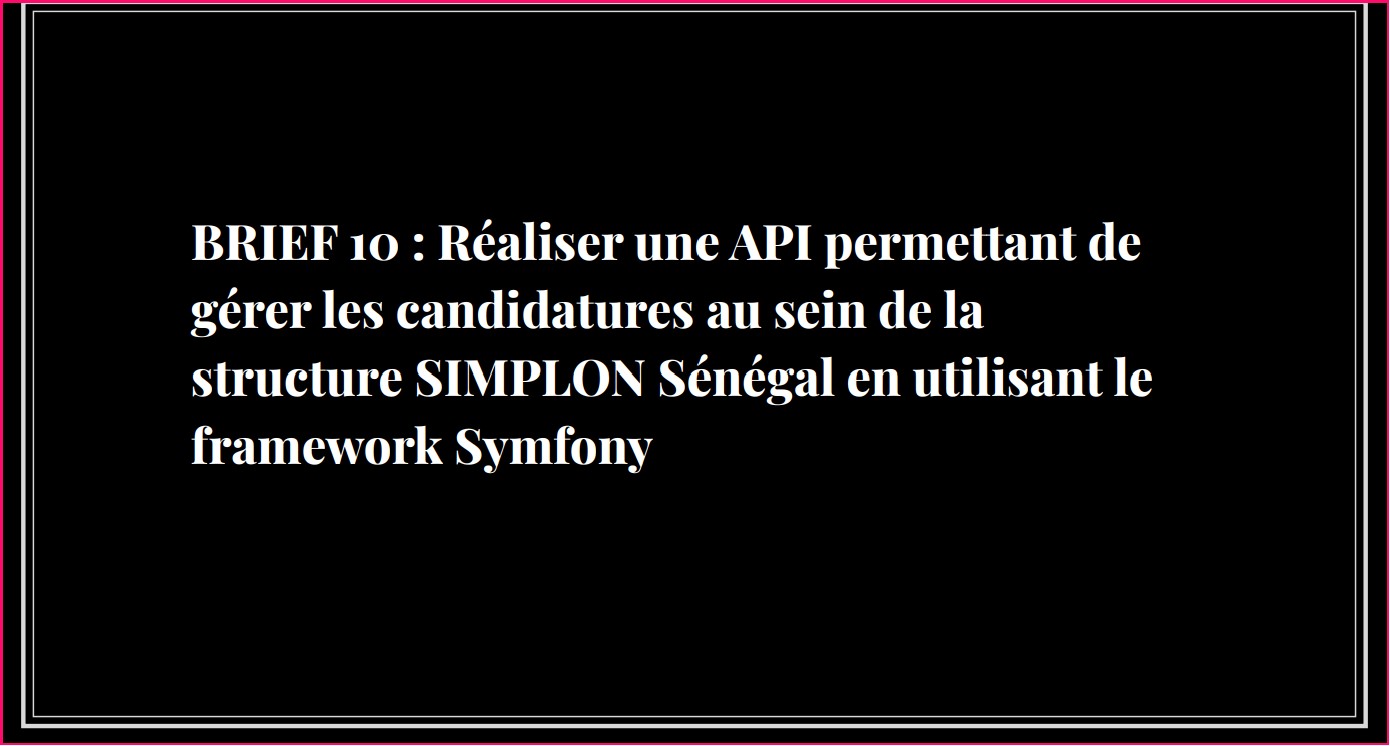 BRIEF 10 : Réaliser une API permettant de
gérer les candidatures au sein de la
structure SIMPLON Sénégal en utilisant le
framework Symfony